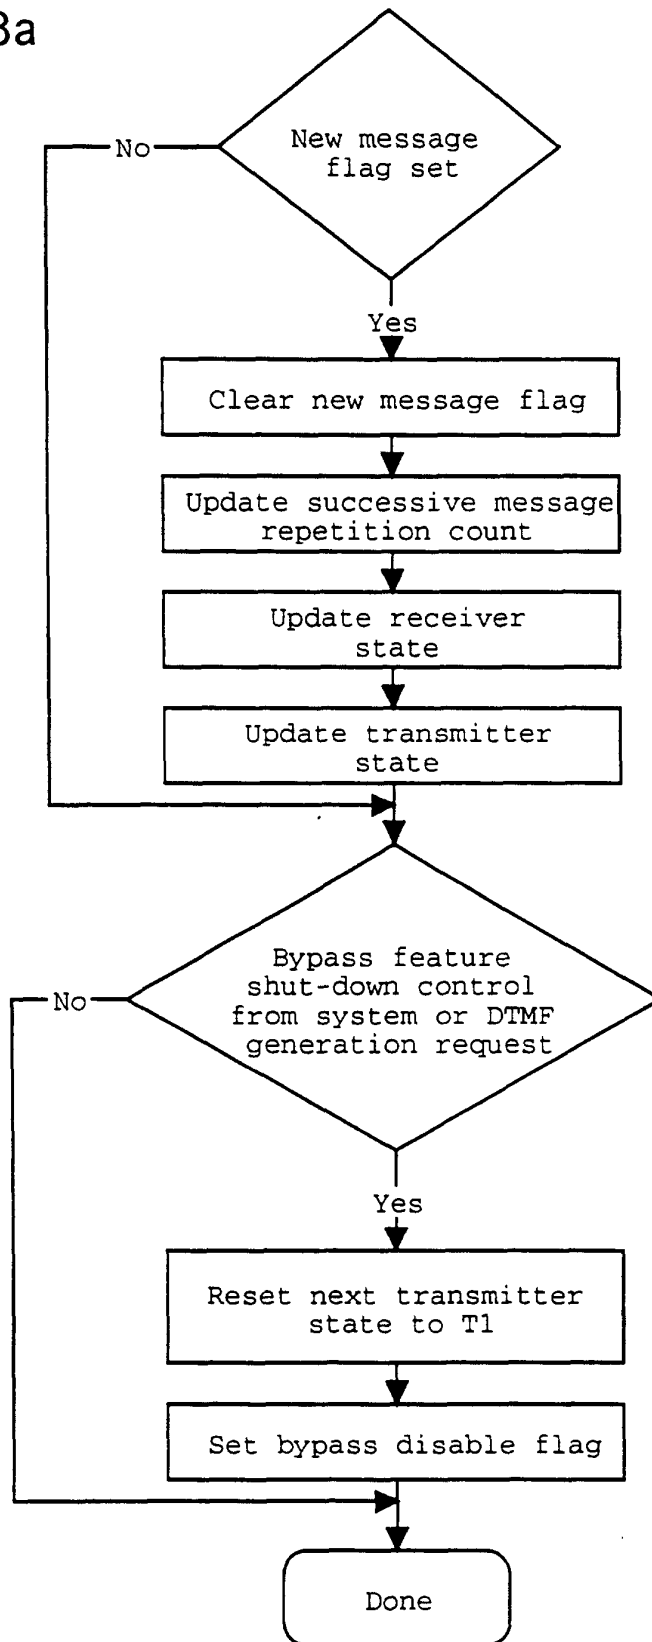 3a
New message
flag set
No
Yes
Clear new message flag
Update successive message
repetition count
Update receiver
state
Update transmitter
state
Bypass feature
shut-down control
from system or DTMF
generation request
No
Yes
Reset next transmitter
state to T1
Set bypass disable flag
Done